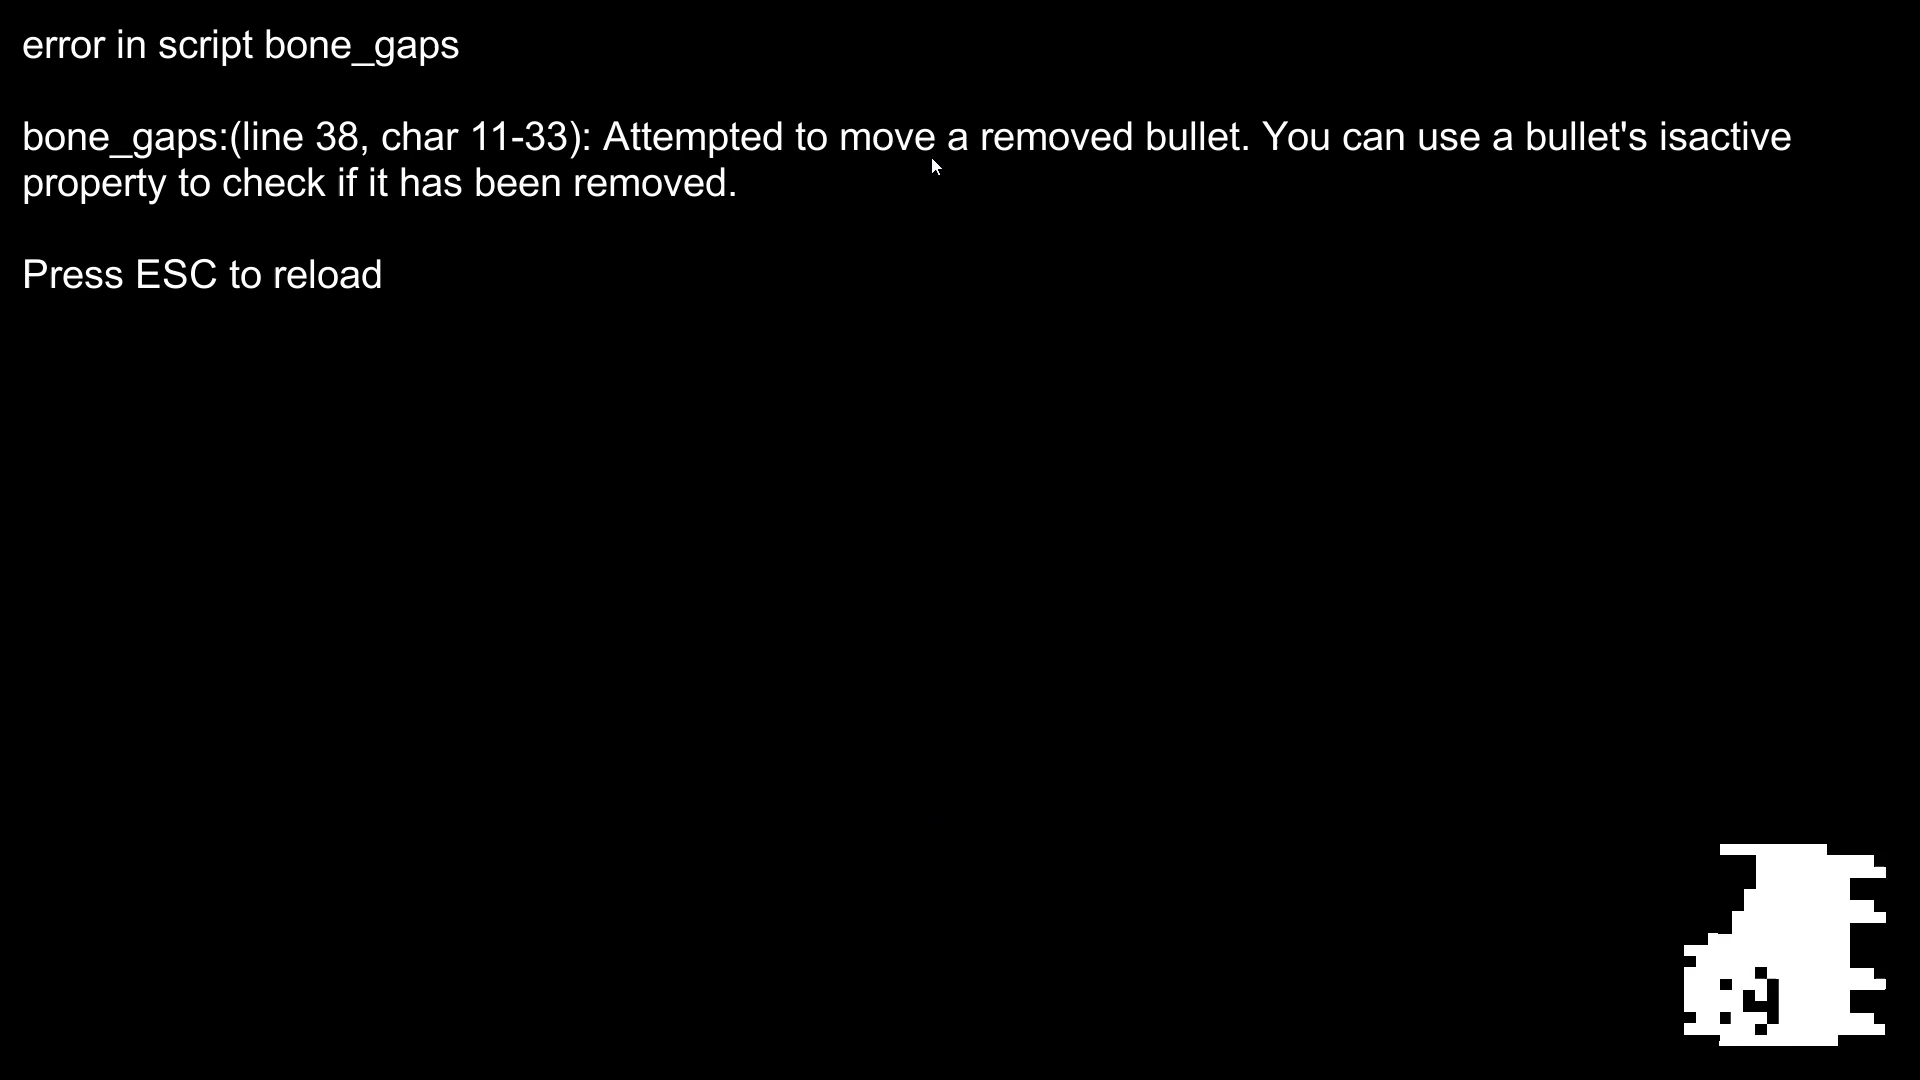 error in script bone_gaps
bone_gaps:(line 38, char 11-33): Attempted to move a removed bullet. You can use a bullet's isactive
property to check if it has been removed.
Press ESC to reload